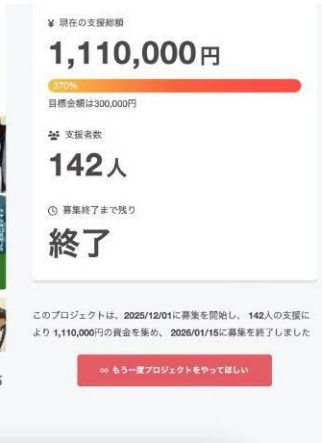 ¥ 現在の支援総額
1,110,000円
370%
目標金額は300,000円
支援者数
142人
募集終了まで残り
終了
このプロジェクトは、2025/12/01に募集を開始し、142人の支援に
より 1,110,000円の資金を集め、2026/01/15に募集を終了しました
∞ もう一度プロジェクトをやってほしい